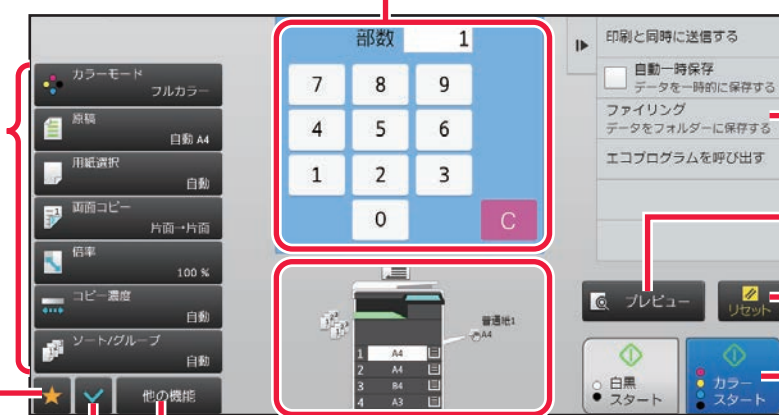 カラーモード
フルカラー
原稿
自動 A4
用紙選択
自動
両面コピー
片面→片面
倍率
100 %
コピー濃度
自動
ソート/グループ
自動
他の機能
部数 1
7 8 9
4 5 6
1 2 3
0 C
普通紙1
A4
1 A4
2 A4
3 B4
4 A3
印刷と同時に送信する
自動一時保存
データを一時的に保存する
ファイリング
データをフォルダーに保存する
エコプログラムを呼び出す
プレビュー
リセット
白黒
スタート
カラー
スタート